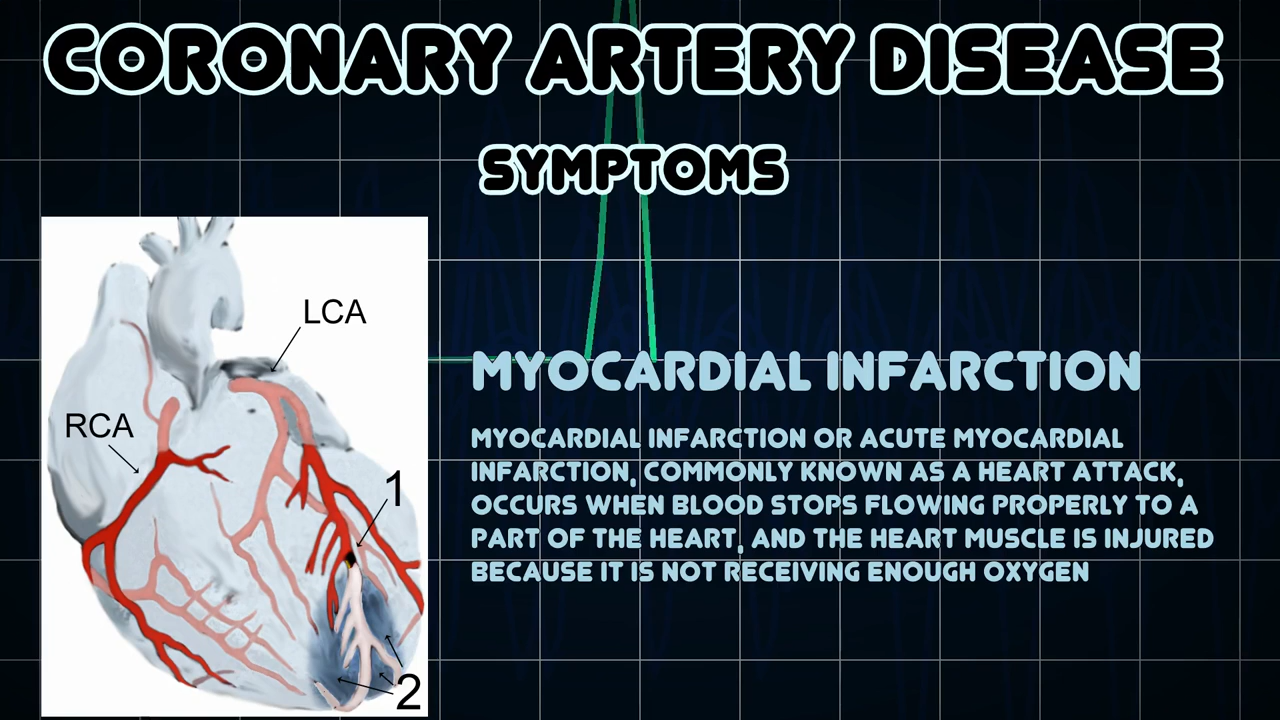 CORONARY ARTERY DISEASE
SYMPTOMS
LCA
RCA
1
2
MYOCARDIAL INFARCTION
MYOCARDIAL INFARCTION OR ACUTE MYOCARDIAL
INFARCTION, COMMONLY KNOWN AS A HEART ATTACK,
OCCURS WHEN BLOOD STOPS FLOWING PROPERLY TO A
PART OF THE HEART, AND THE HEART MUSCLE IS INJURED
BECAUSE IT IS NOT RECEIVING ENOUGH OXYGEN